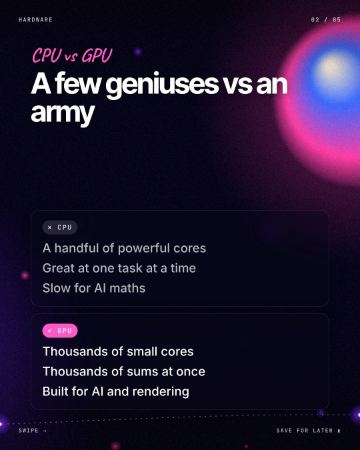 HARDWARE
02 / 05
CPU vs GPU
A few geniuses vs an
army
× CPU
A handful of powerful cores
Great at one task at a time
Slow for AI maths
✓ GPU
Thousands of small cores
Thousands of sums at once
Built for AI and rendering
SWIPE →
SAVE FOR LATER